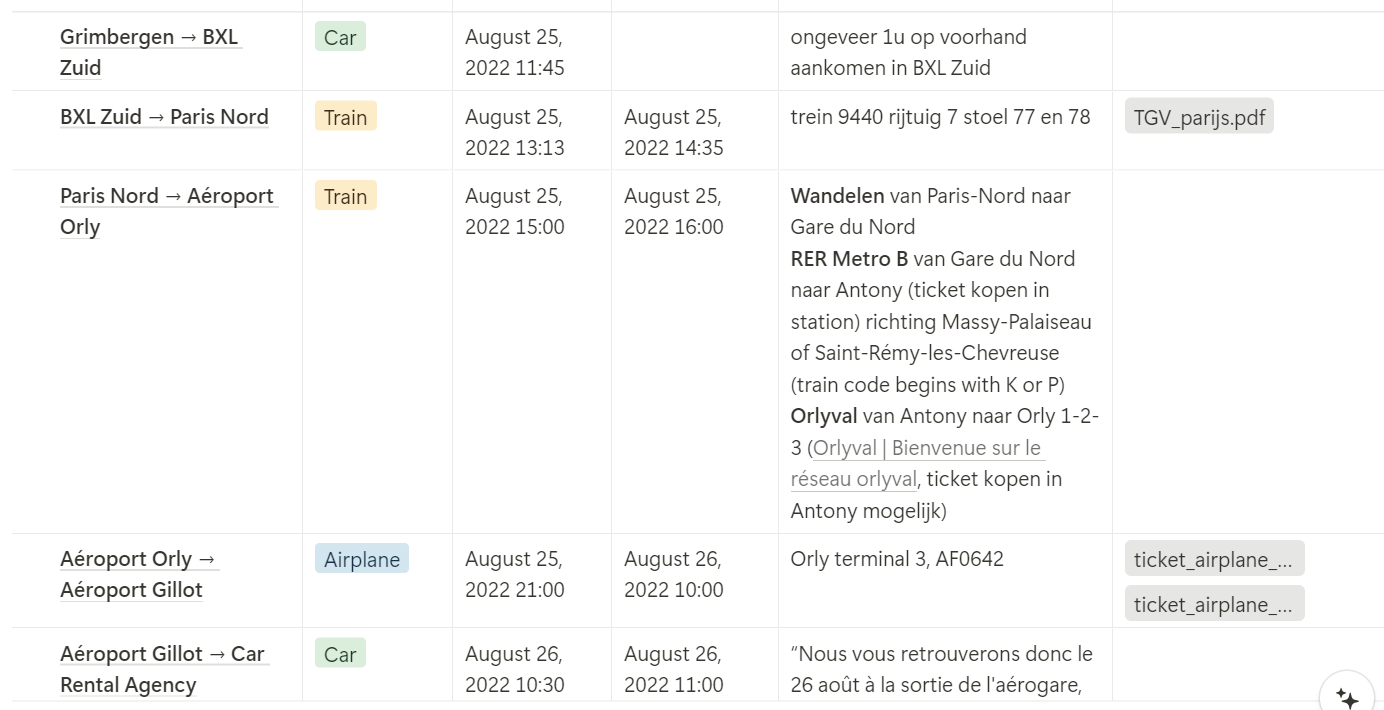 Grimbergen → BXL
Zuid
Car
August 25,
2022 11:45
ongeveer 1u op voorhand
aankomen in BXL Zuid
BXL Zuid → Paris Nord
Train
August 25,
2022 13:13
August 25,
2022 14:35
trein 9440 rijtuig 7 stoel 77 en 78
TGV_parijs.pdf
Paris Nord → Aéroport
Orly
Train
August 25,
2022 15:00
August 25,
2022 16:00
Wandelen van Paris-Nord naar
Gare du Nord
RER Metro B van Gare du Nord
naar Antony (ticket kopen in
station) richting Massy-Palaiseau
of Saint-Rémy-les-Chevreuse
(train code begins with K or P)
Orlyval van Antony naar Orly 1-2-
3 (Orlyval | Bienvenue sur le
réseau orlyval, ticket kopen in
Antony mogelijk)
Aéroport Orly →
Aéroport Gillot
Airplane
August 25,
2022 21:00
August 26,
2022 10:00
Orly terminal 3, AF0642
ticket_airplane_...
ticket_airplane_...
Aéroport Gillot → Car
Rental Agency
Car
August 26,
2022 10:30
August 26,
2022 11:00
“Nous vous retrouverons donc le
26 août à la sortie de l'aérogare,